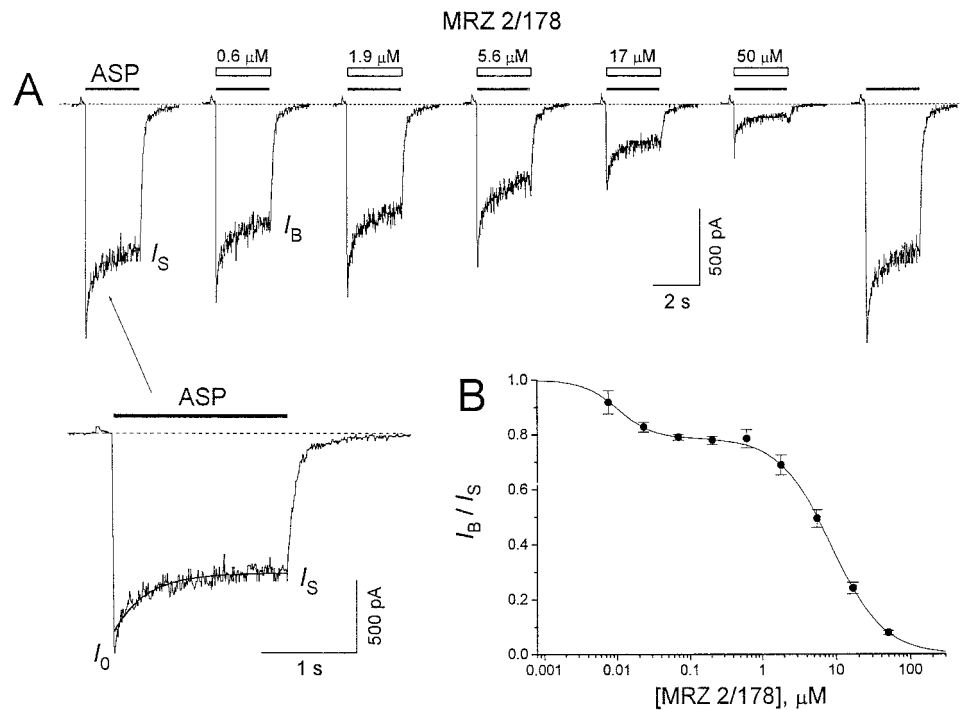 MRZ 2/178
0.6 µM 1.9 µM 5.6 µM 17 µM 50 µM
A ASP
I_S I_B
500 pA
2 s
ASP
I_0 I_S
500 pA
1 s
B
I_B / I_S
1.0
0.8
0.6
0.4
0.2
0.0
0.001 0.01 0.1 1 10 100
[MRZ 2/178], µM